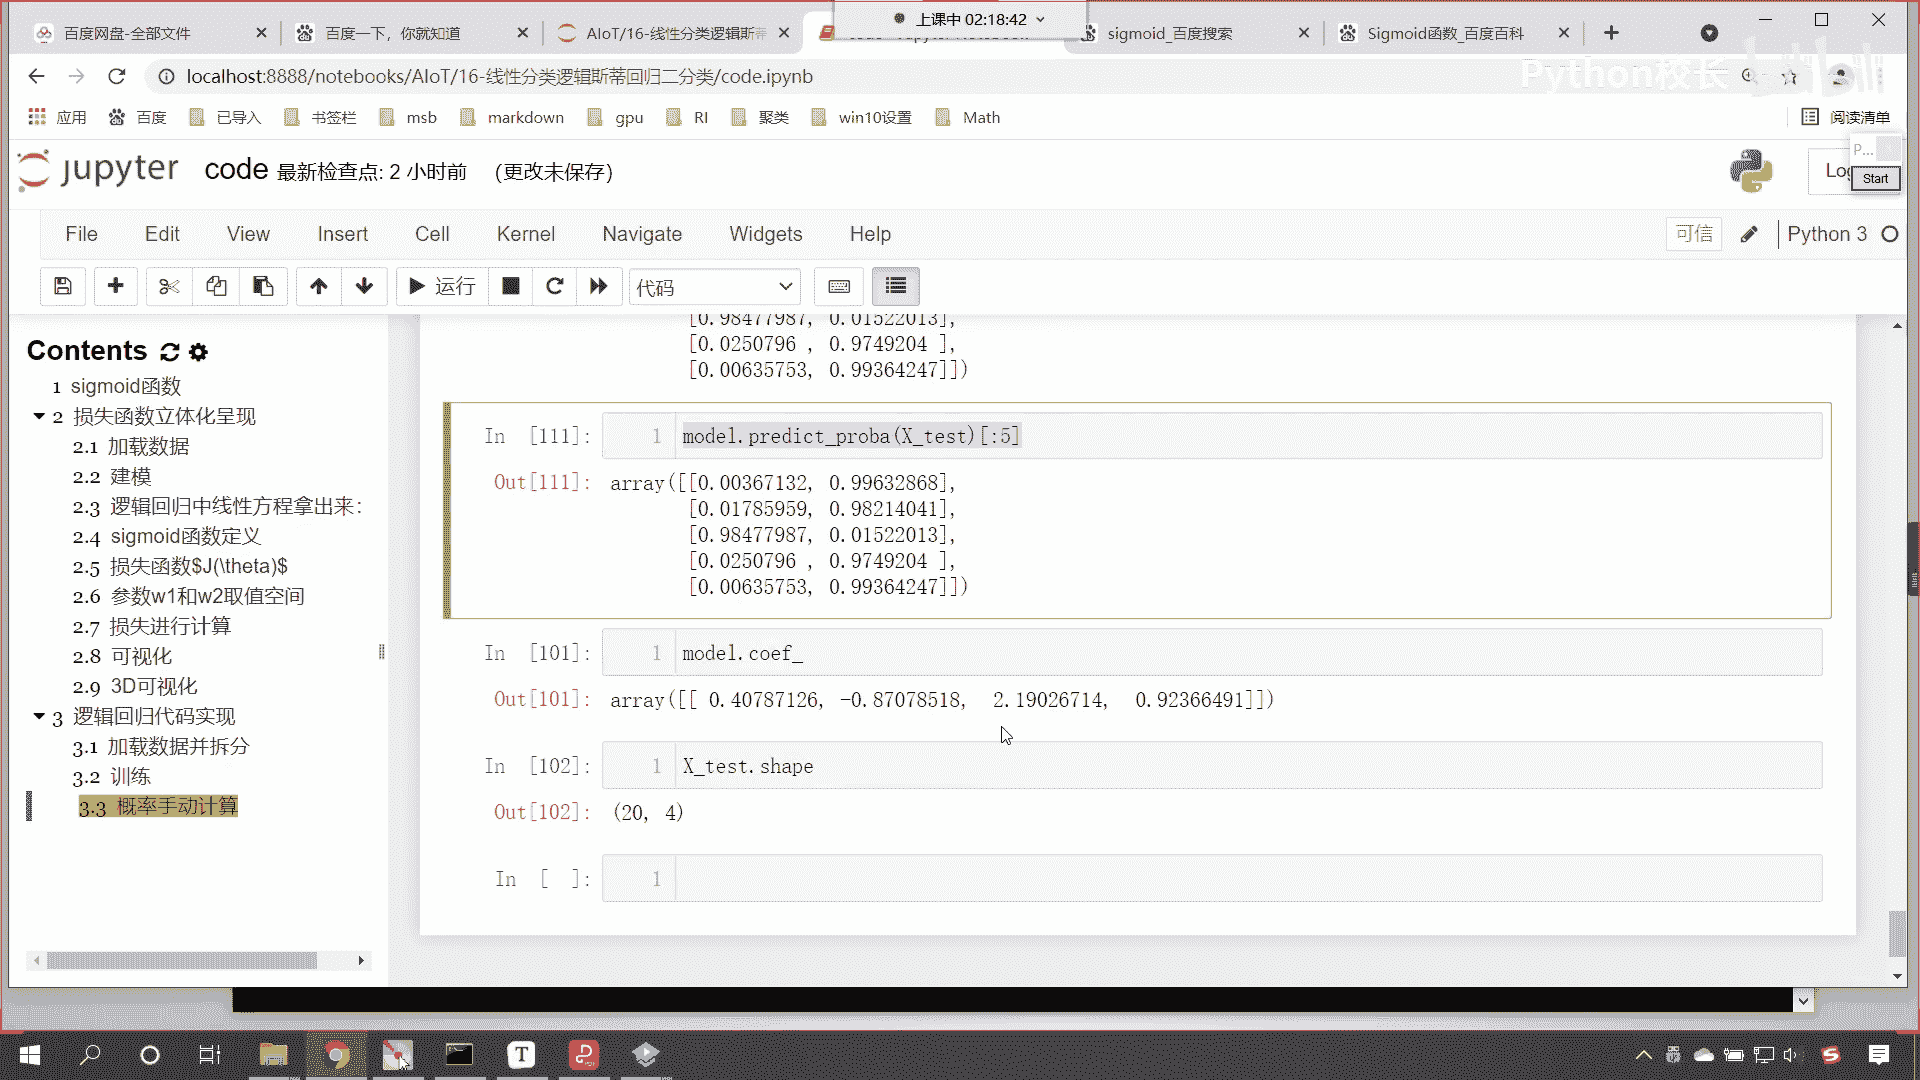 上课中 02:18:42
百度网盘-全部文件
百度一下，你就知道
AIoT/16-线性分类逻辑斯蒂
sigmoid_百度搜索
Sigmoid函数_百度百科
localhost:8888/notebooks/AIoT/16-线性分类逻辑斯蒂回归二分类/code.ipynb
Python校长
应用 百度 已导入 书签栏 msb markdown gpu RI 聚类 win10设置 Math 阅读清单
jupyter code 最新检查点: 2 小时前 (更改未保存)
P...
Start
File Edit View Insert Cell Kernel Navigate Widgets Help 可信 Python 3
运行 代码
Contents
1 sigmoid函数
2 损失函数立体化呈现
2.1 加载数据
2.2 建模
2.3 逻辑回归中线性方程拿出来：
2.4 sigmoid函数定义
2.5 损失函数$J(\theta)$
2.6 参数w1和w2取值空间
2.7 损失进行计算
2.8 可视化
2.9 3D可视化
3 逻辑回归代码实现
3.1 加载数据并拆分
3.2 训练
3.3 概率手动计算
[0.98477987, 0.01522013],
[0.0250796 , 0.9749204 ],
[0.00635753, 0.99364247]])
In [111]: 1 model.predict_proba(X_test)[:5]
Out[111]: array([[0.00367132, 0.99632868],
[0.01785959, 0.98214041],
[0.98477987, 0.01522013],
[0.0250796 , 0.9749204 ],
[0.00635753, 0.99364247]])
In [101]: 1 model.coef_
Out[101]: array([[ 0.40787126, -0.87078518, 2.19026714, 0.92366491]])
In [102]: 1 X_test.shape
Out[102]: (20, 4)
In [ ]: 1